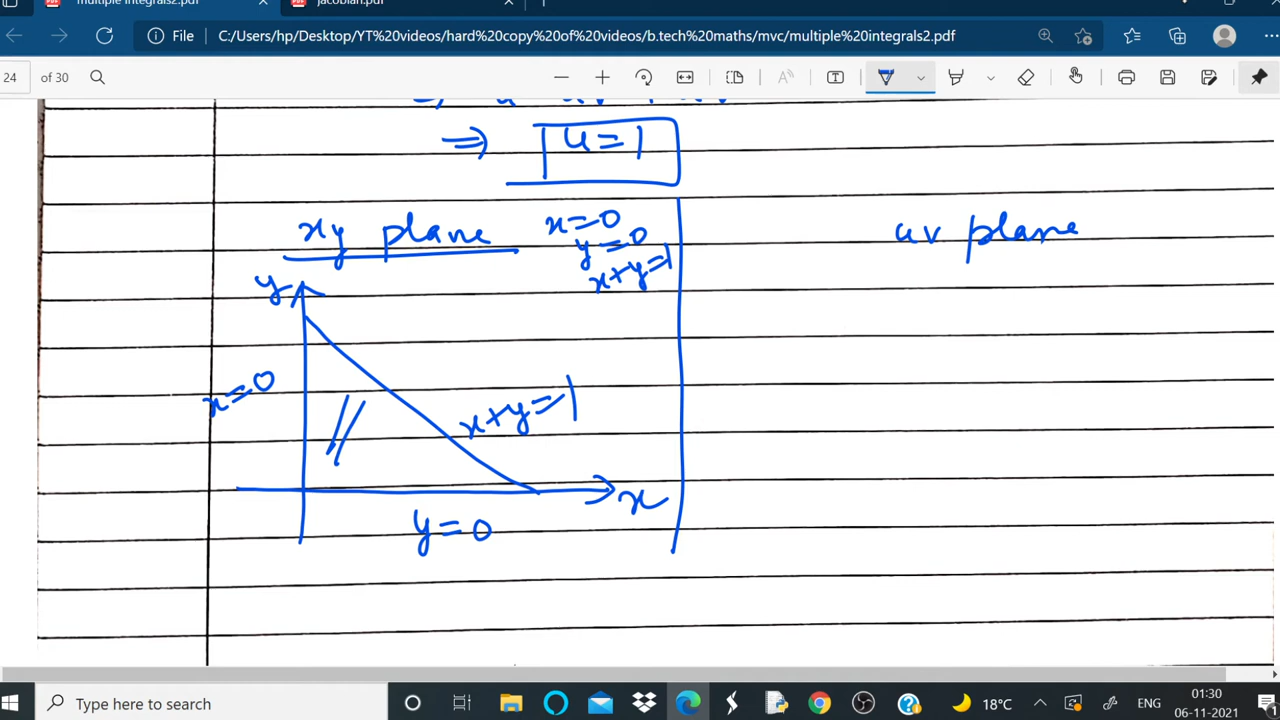 multiple integrals2.pdf
jacobian.pdf
File C:/Users/hp/Desktop/YT%20videos/hard%20copy%20of%20videos/b.tech%20maths/mvc/multiple%20integrals2.pdf
24 of 30
⇒ u=1
xy plane
x=0
y=0
x+y=1
uv plane
y
x=0
x+y=1
x
y=0
Type here to search
18°C
ENG
01:30
06-11-2021